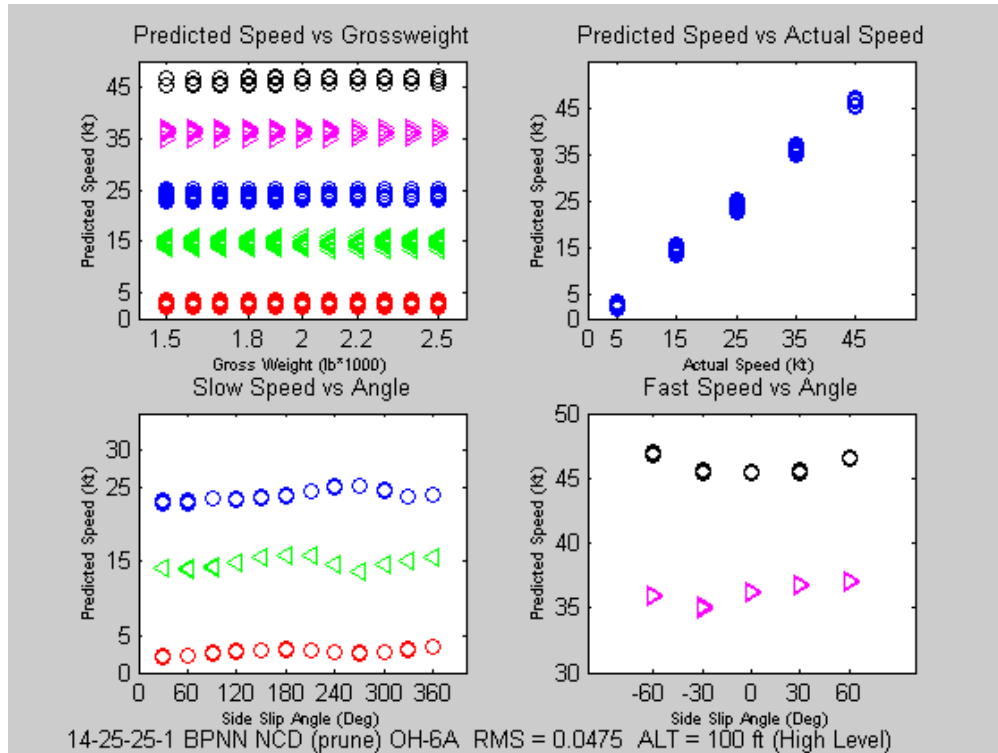 Predicted Speed vs Grossweight
Predicted Speed (Kt)
45
35
25
15
5
0
1.5 1.8 2 2.2 2.5
Gross Weight (lb*1000)
Predicted Speed vs Actual Speed
Predicted Speed (Kt)
45
35
25
15
5
0
0 5 15 25 35 45
Actual Speed (Kt)
Slow Speed vs Angle
Predicted Speed (Kt)
35
25
15
5
0
0 60 120 180 240 300 360
Side Slip Angle (Deg)
Fast Speed vs Angle
Predicted Speed (Kt)
50
45
40
35
30
-60 -30 0 30 60
Side Slip Angle (Deg)
14-25-25-1 BPNN NCD (prune) OH-6A RMS = 0.0475 ALT = 100 ft (High Level)